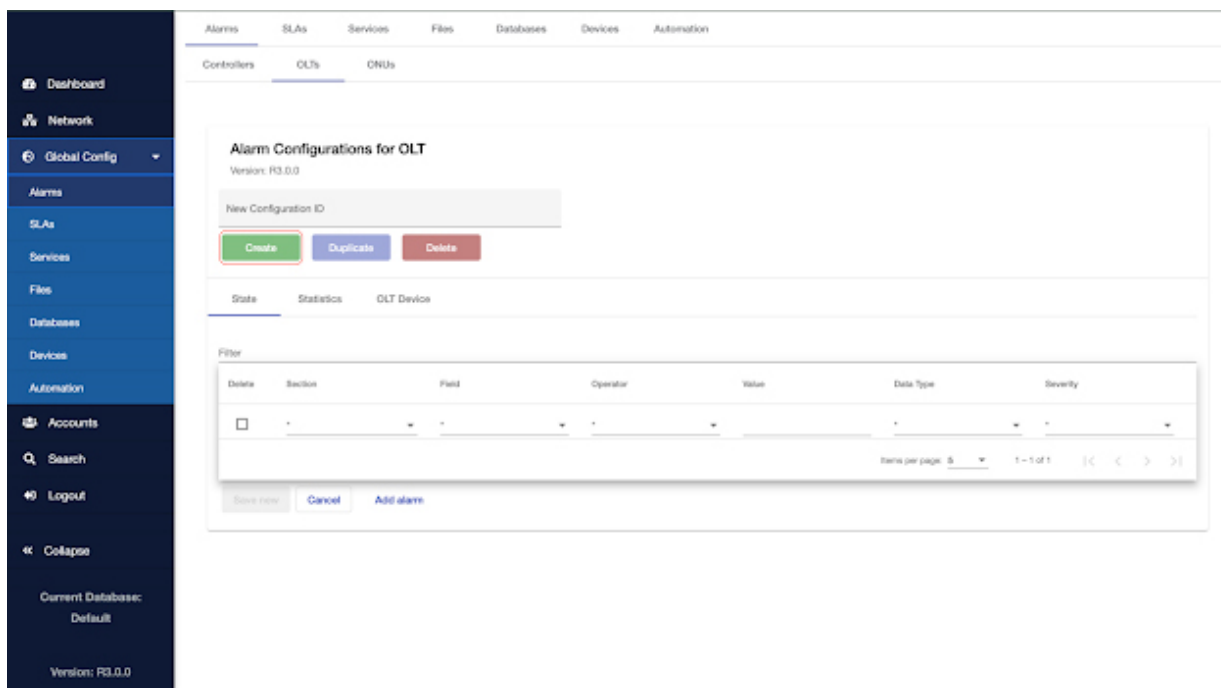 Alarms SLAs Services Files Databases Devices Automation
Controllers OLTs ONUs
Dashboard
Network
Global Config
Alarms
SLAs
Services
Files
Databases
Devices
Automation
Accounts
Search
Logout
Collapse
Current Database:
Default
Version: R3.0.0
Alarm Configurations for OLT
Version: R3.0.0
New Configuration ID
Create Duplicate Delete
State Statistics OLT Device
Filter
Delete Section Field Operator Value Data Type Severity
* * * * *
Items per page: 5 1 – 1 of 1
Save new Cancel Add alarm